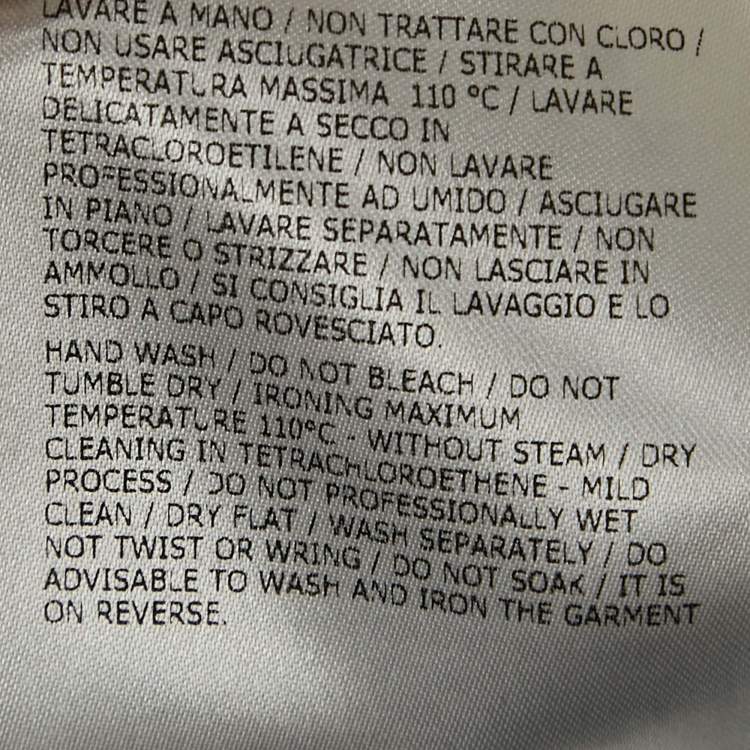 LAVARE A MANO / NON TRATTARE CON CLORO /
NON USARE ASCIUGATRICE / STIRARE A
TEMPERATURA MASSIMA 110 °C / LAVARE
DELICATAMENTE A SECCO IN
TETRACLOROETILENE / NON LAVARE
PROFESSIONALMENTE AD UMIDO / ASCIUGARE
IN PIANO / LAVARE SEPARATAMENTE / NON
TORCERE O STRIZZARE / NON LASCIARE IN
AMMOLLO / SI CONSIGLIA IL LAVAGGIO E LO
STIRO A CAPO ROVESCIATO.
HAND WASH / DO NOT BLEACH / DO NOT
TUMBLE DRY / IRONING MAXIMUM
TEMPERATURE 110°C - WITHOUT STEAM / DRY
CLEANING IN TETRACHLOROETHENE - MILD
PROCESS / DO NOT PROFESSIONALLY WET
CLEAN / DRY FLAT / WASH SEPARATELY / DO
NOT TWIST OR WRING / DO NOT SOAK / IT IS
ADVISABLE TO WASH AND IRON THE GARMENT
ON REVERSE.